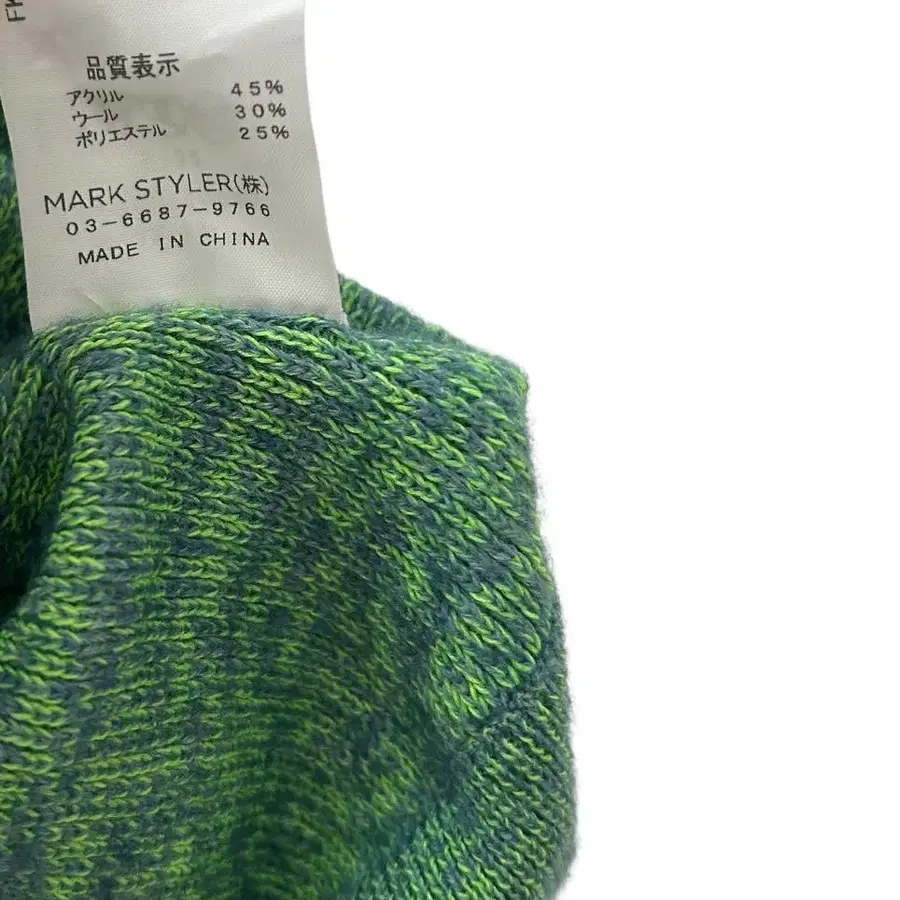 品質表示
アクリル 45%
ウール 30%
ポリエステル 25%
MARK STYLER(株)
03-6687-9766
MADE IN CHINA